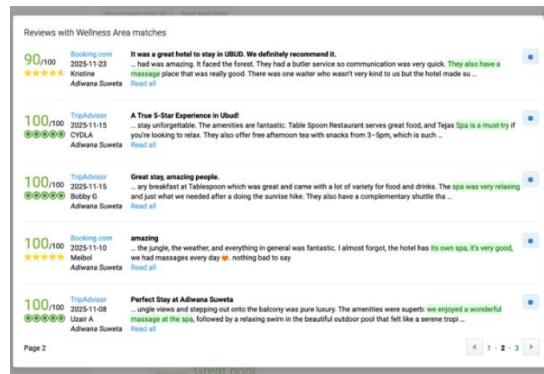 Reviews with Wellness Area matches
90/100
Booking.com
2025-11-23
Kristine
Adiwana Suweta
It was a great hotel to stay in UBUD. We definitely recommend it.
... had was amazing. It faced the forest. They had a butler service so communication was very quick. They also have a
massage place that was really good. There was one waiter who wasn't very kind to us but the hotel made su ...
Read all
100/100
TripAdvisor
2025-11-15
CYDLA
Adiwana Suweta
A True 5-Star Experience in Ubud!
... stay unforgettable. The amenities are fantastic. Table Spoon Restaurant serves great food, and Tejas Spa is a must-try if
you're looking to relax. They also offer free afternoon tea with snacks from 3–5pm, which is such ...
Read all
100/100
TripAdvisor
2025-11-15
Bobby G
Adiwana Suweta
Great stay, amazing people.
... ary breakfast at Tablespoon which was great and came with a lot of variety for food and drinks. The spa was very relaxing
and just what we needed after a doing the sunrise hike. They also have a complementary shuttle tha ...
Read all
100/100
Booking.com
2025-11-10
Meibol
Adiwana Suweta
amazing
... the jungle, the weather, and everything in general was fantastic. I almost forgot, the hotel has its own spa, it's very good,
we had massages every day 😍. nothing bad to say
Read all
100/100
TripAdvisor
2025-11-08
Uzair A
Adiwana Suweta
Perfect Stay at Adiwana Suweta
... ungle views and stepping out onto the balcony was pure luxury. The amenities were superb: we enjoyed a wonderful
massage at the spa, followed by a relaxing swim in the beautiful outdoor pool that felt like a serene tropi ...
Read all
Page 2
1 · 2 · 3
Great pool